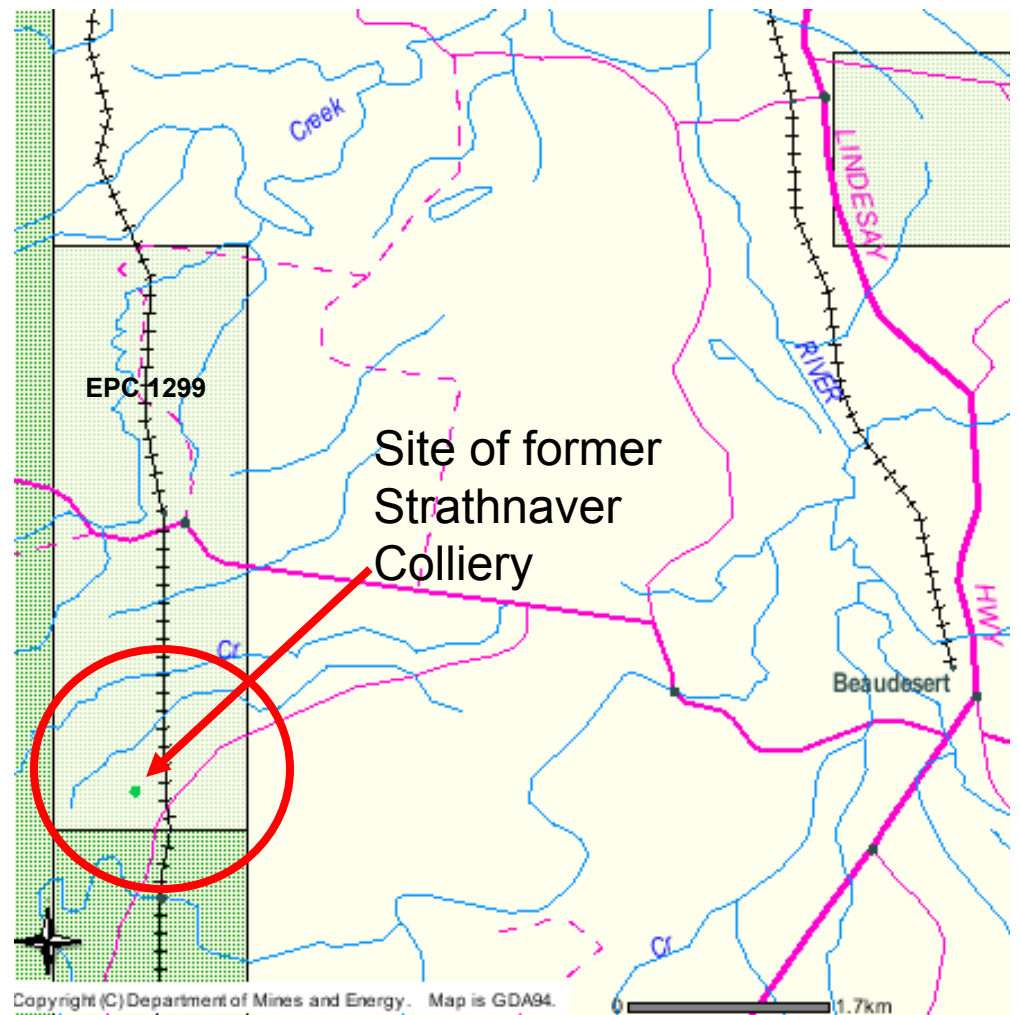 Creek
LINDESAY
RIVER
EPC 1299
Site of former
Strathnaver
Colliery
HWY
Cr
Beaudesert
Cr
Copyright (C) Department of Mines and Energy. Map is GDA94.
0 1.7km